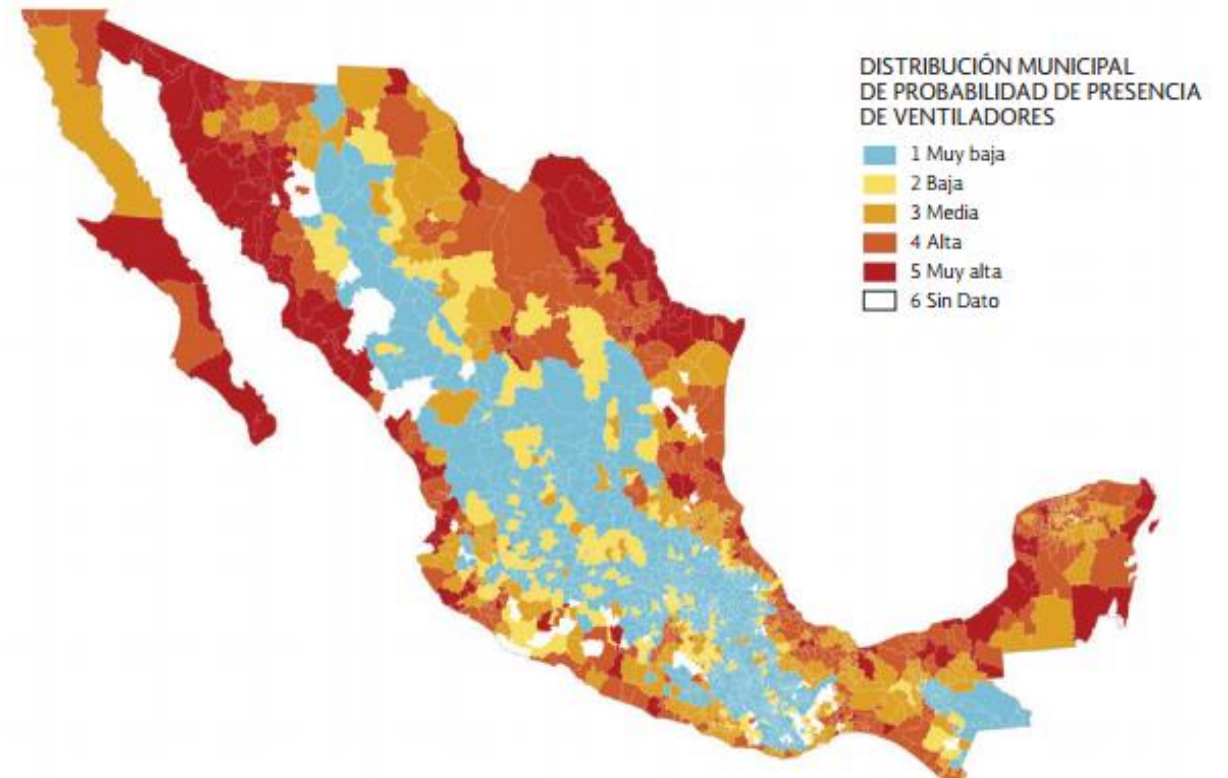 DISTRIBUCIÓN MUNICIPAL
DE PROBABILIDAD DE PRESENCIA
DE VENTILADORES
1 Muy baja
2 Baja
3 Media
4 Alta
5 Muy alta
6 Sin Dato